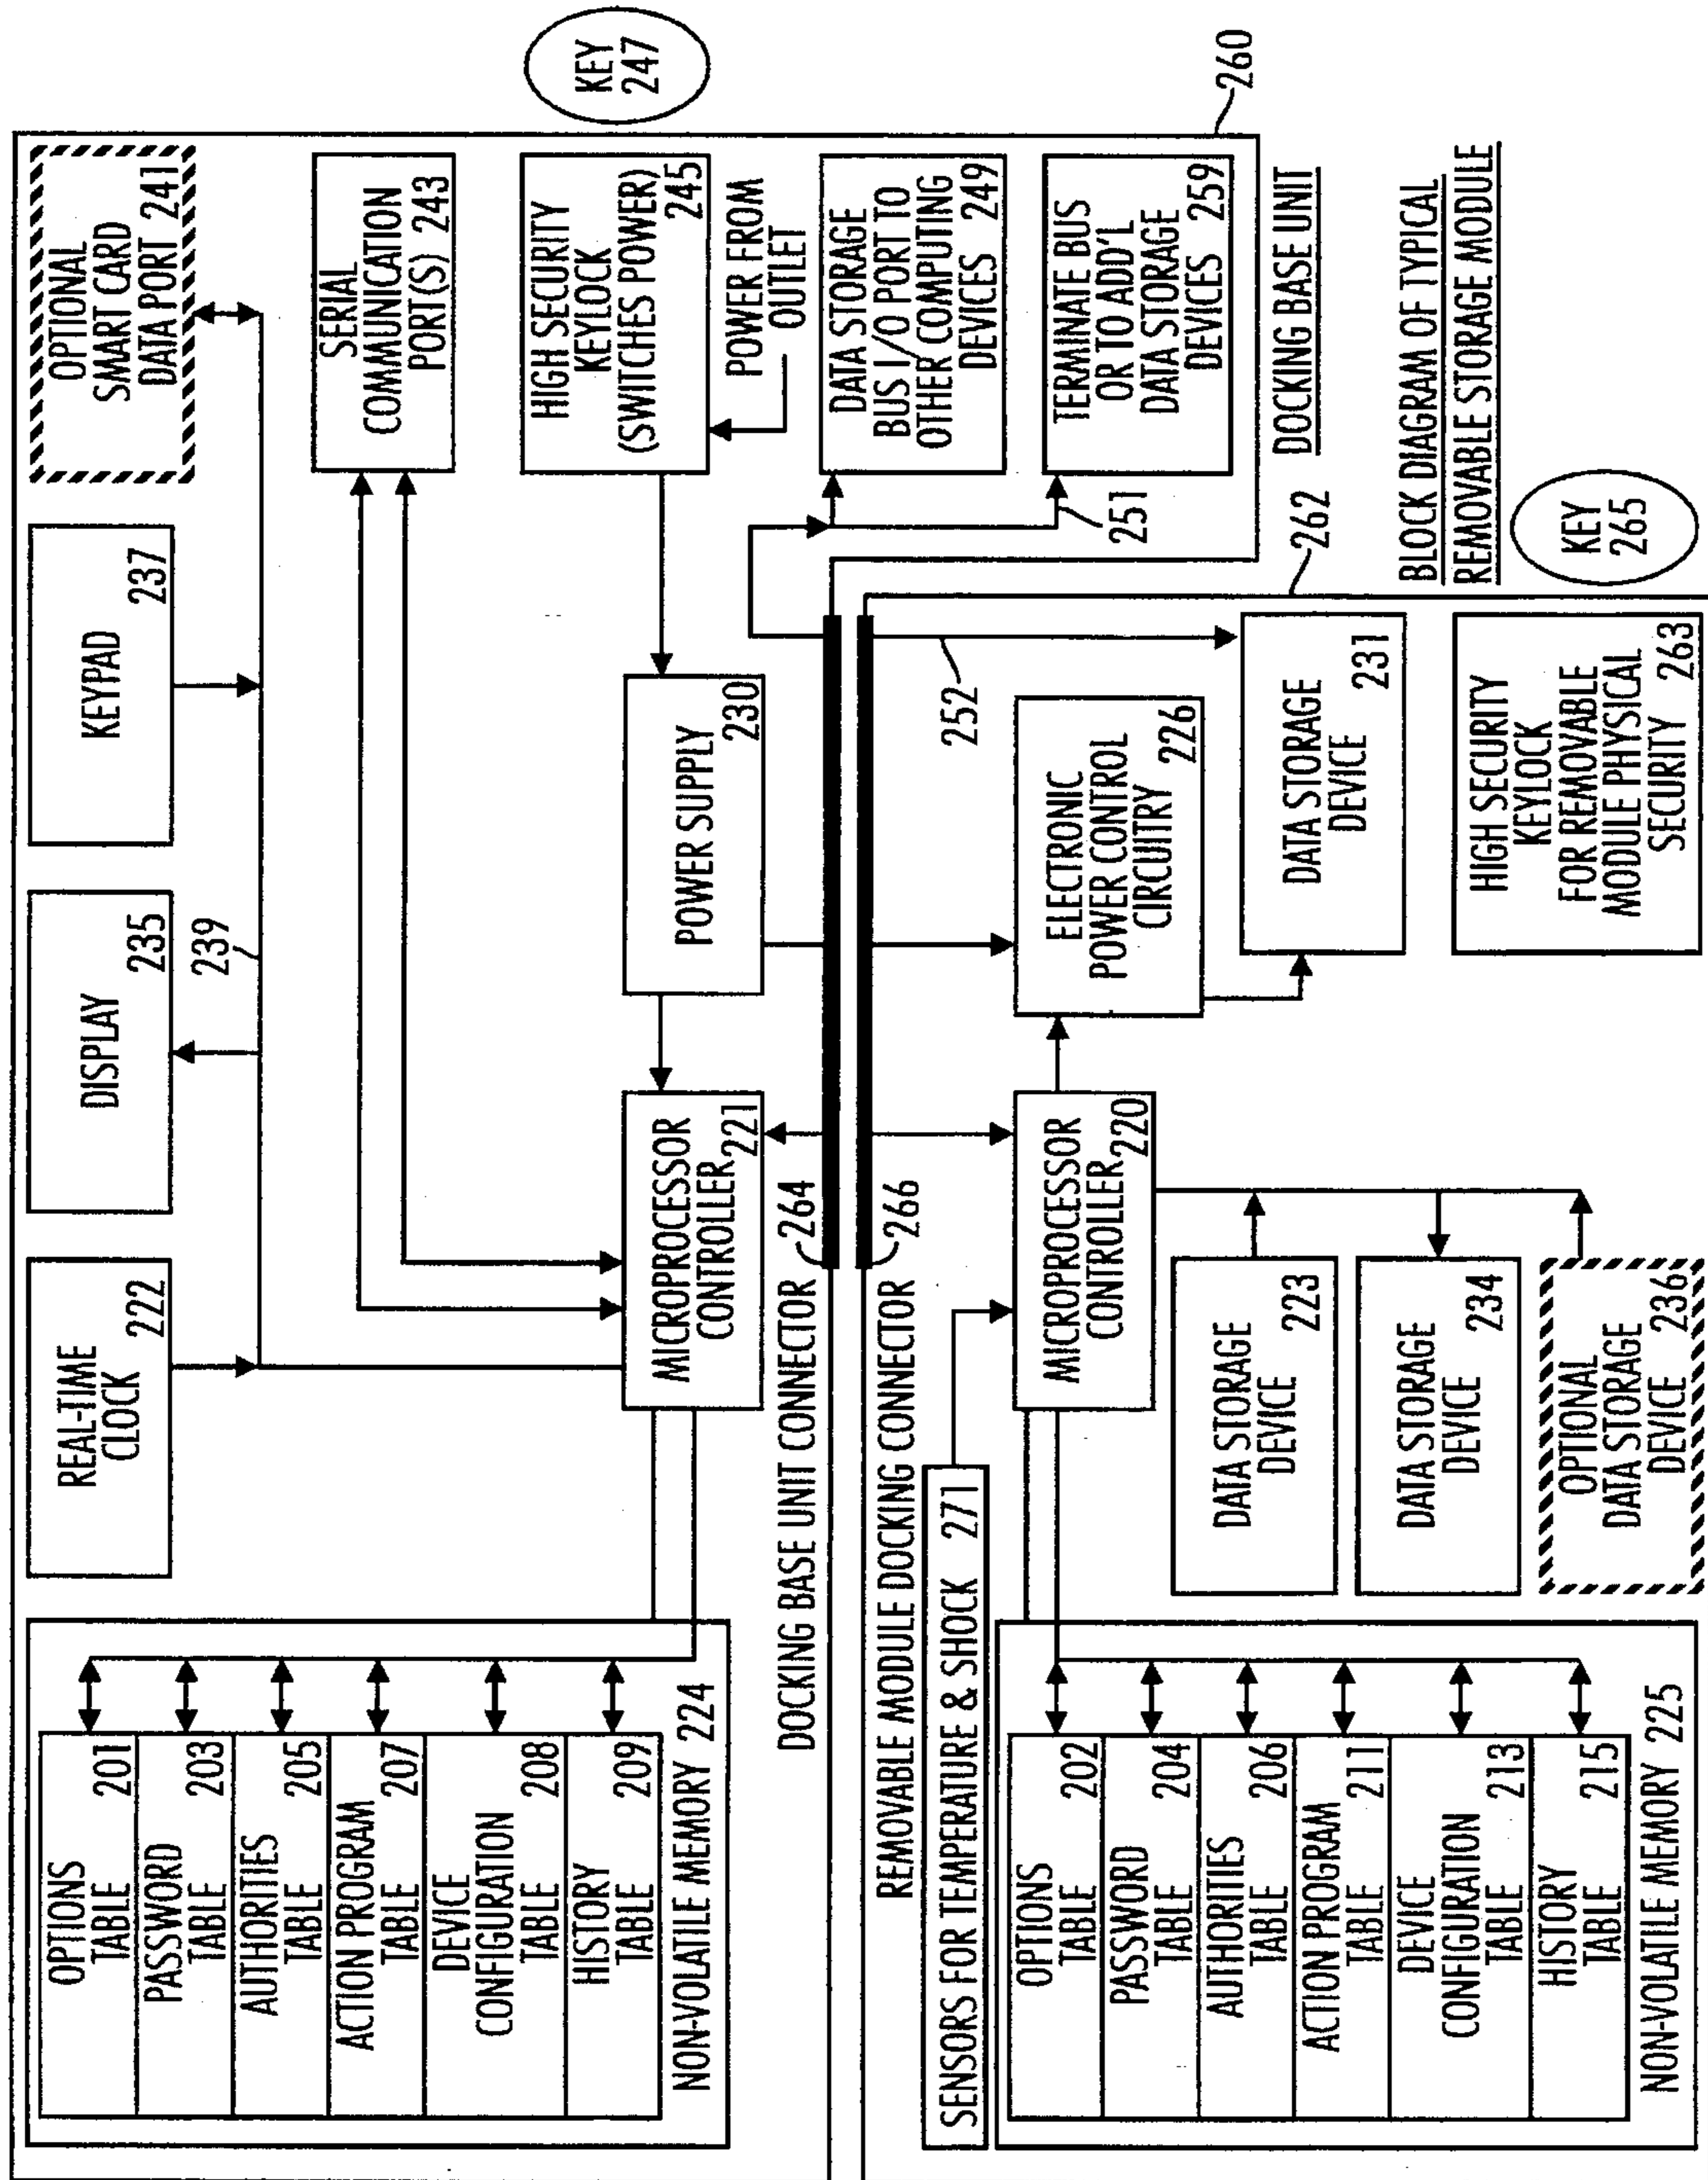 OPTIONS
TABLE 201
PASSWORD
TABLE 203
AUTHORITIES
TABLE 205
ACTION PROGRAM
TABLE 207
DEVICE
CONFIGURATION
TABLE 208
HISTORY
TABLE 209
NON-VOLATILE MEMORY 224
REAL-TIME
CLOCK
222
DISPLAY
235
239
KEYPAD
237
OPTIONAL
SMART CARD
DATA PORT 241
SERIAL
COMMUNICATION
PORT(S) 243
HIGH SECURITY
KEYLOCK
(SWITCHES POWER)
245
KEY
247
POWER FROM
OUTLET
POWER SUPPLY
230
MICROPROCESSOR
CONTROLLER
221
DATA STORAGE
BUS I/O PORT TO
OTHER COMPUTING
DEVICES 249
TERMINATE BUS
OR TO ADD'L
DATA STORAGE
DEVICES 259
251
260
DOCKING BASE UNIT
DOCKING BASE UNIT CONNECTOR
264
REMOVABLE MODULE DOCKING CONNECTOR
266
BLOCK DIAGRAM OF TYPICAL
REMOVABLE STORAGE MODULE
262
KEY
265
SENSORS FOR TEMPERATURE & SHOCK 271
MICROPROCESSOR
CONTROLLER
220
ELECTRONIC
POWER CONTROL
CIRCUITRY
226
252
DATA STORAGE
DEVICE
231
HIGH SECURITY
KEYLOCK
FOR REMOVABLE
MODULE PHYSICAL
SECURITY 263
DATA STORAGE
DEVICE
223
DATA STORAGE
DEVICE
234
OPTIONAL
DATA STORAGE
DEVICE 236
OPTIONS
TABLE 202
PASSWORD
TABLE 204
AUTHORITIES
TABLE 206
ACTION PROGRAM
TABLE 211
DEVICE
CONFIGURATION
TABLE 213
HISTORY
TABLE 215
NON-VOLATILE MEMORY 225